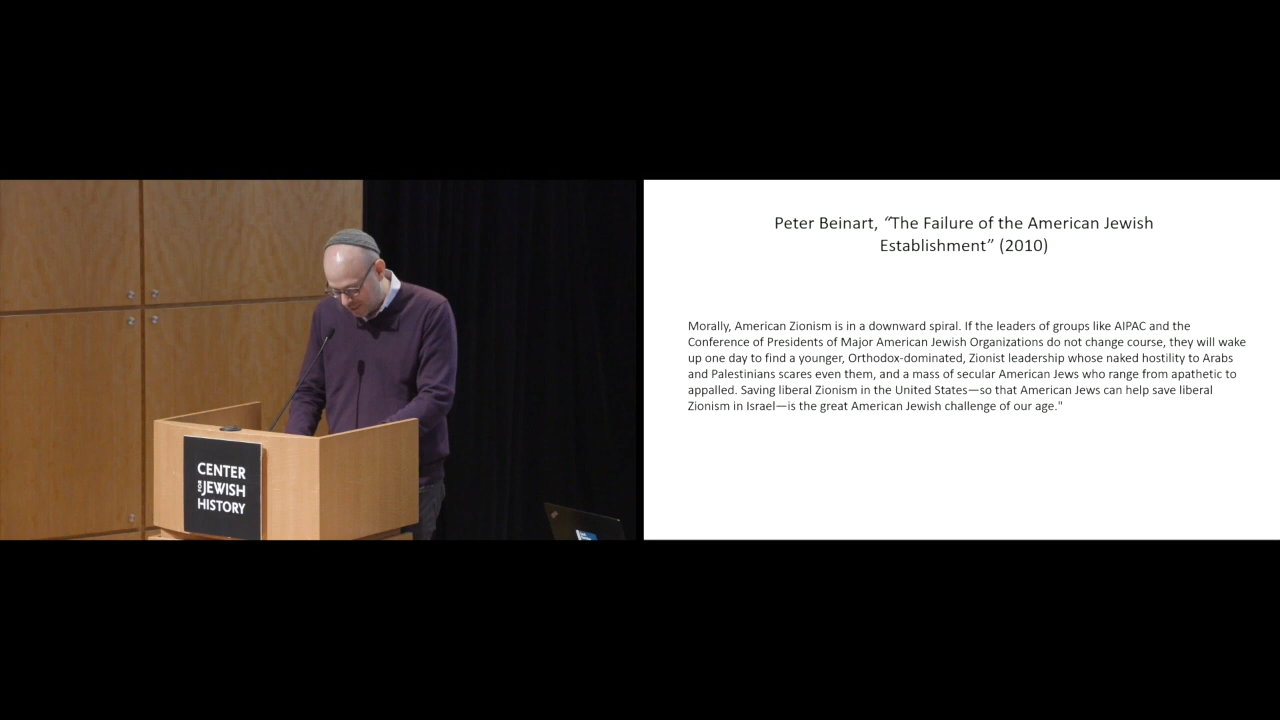 CENTER
FOR JEWISH
HISTORY
Peter Beinart, “The Failure of the American Jewish
Establishment” (2010)
Morally, American Zionism is in a downward spiral. If the leaders of groups like AIPAC and the
Conference of Presidents of Major American Jewish Organizations do not change course, they will wake
up one day to find a younger, Orthodox-dominated, Zionist leadership whose naked hostility to Arabs
and Palestinians scares even them, and a mass of secular American Jews who range from apathetic to
appalled. Saving liberal Zionism in the United States—so that American Jews can help save liberal
Zionism in Israel—is the great American Jewish challenge of our age."